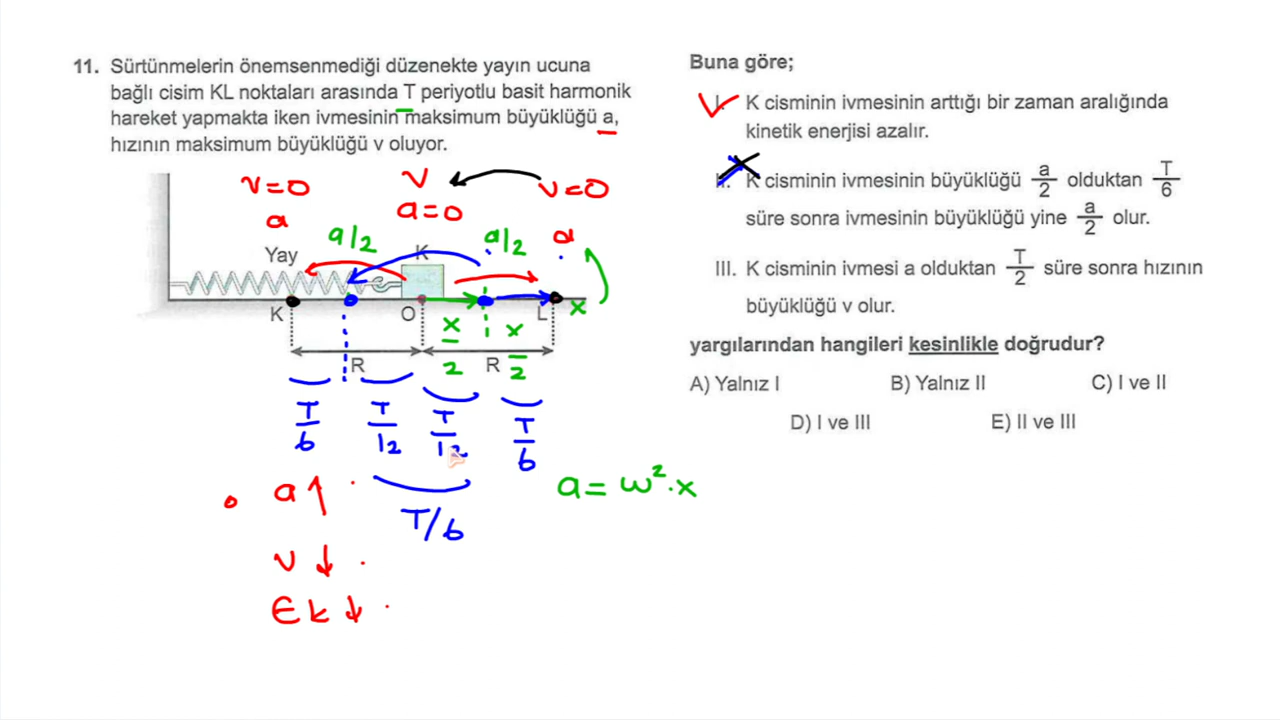 11. Sürtünmelerin önemsenmediği düzenekte yayın ucuna
bağlı cisim KL noktaları arasında T periyotlu basit harmonik
hareket yapmakta iken ivmesinin maksimum büyüklüğü a,
hızının maksimum büyüklüğü v oluyor.
v=0
v
v=0
a
a=0
a
a/2
a/2
Yay
K
K
O
L
x
R
x/2
R
x/2
T/6
T/12
T/12
T/6
T/6
a = w².x
a↑
v↓
Ek↓
Buna göre;
I. K cisminin ivmesinin arttığı bir zaman aralığında
kinetik enerjisi azalır.
II. K cisminin ivmesinin büyüklüğü a/2 olduktan T/6
süre sonra ivmesinin büyüklüğü yine a/2 olur.
III. K cisminin ivmesi a olduktan T/2 süre sonra hızının
büyüklüğü v olur.
yargılarından hangileri kesinlikle doğrudur?
A) Yalnız I
B) Yalnız II
C) I ve II
D) I ve III
E) II ve III